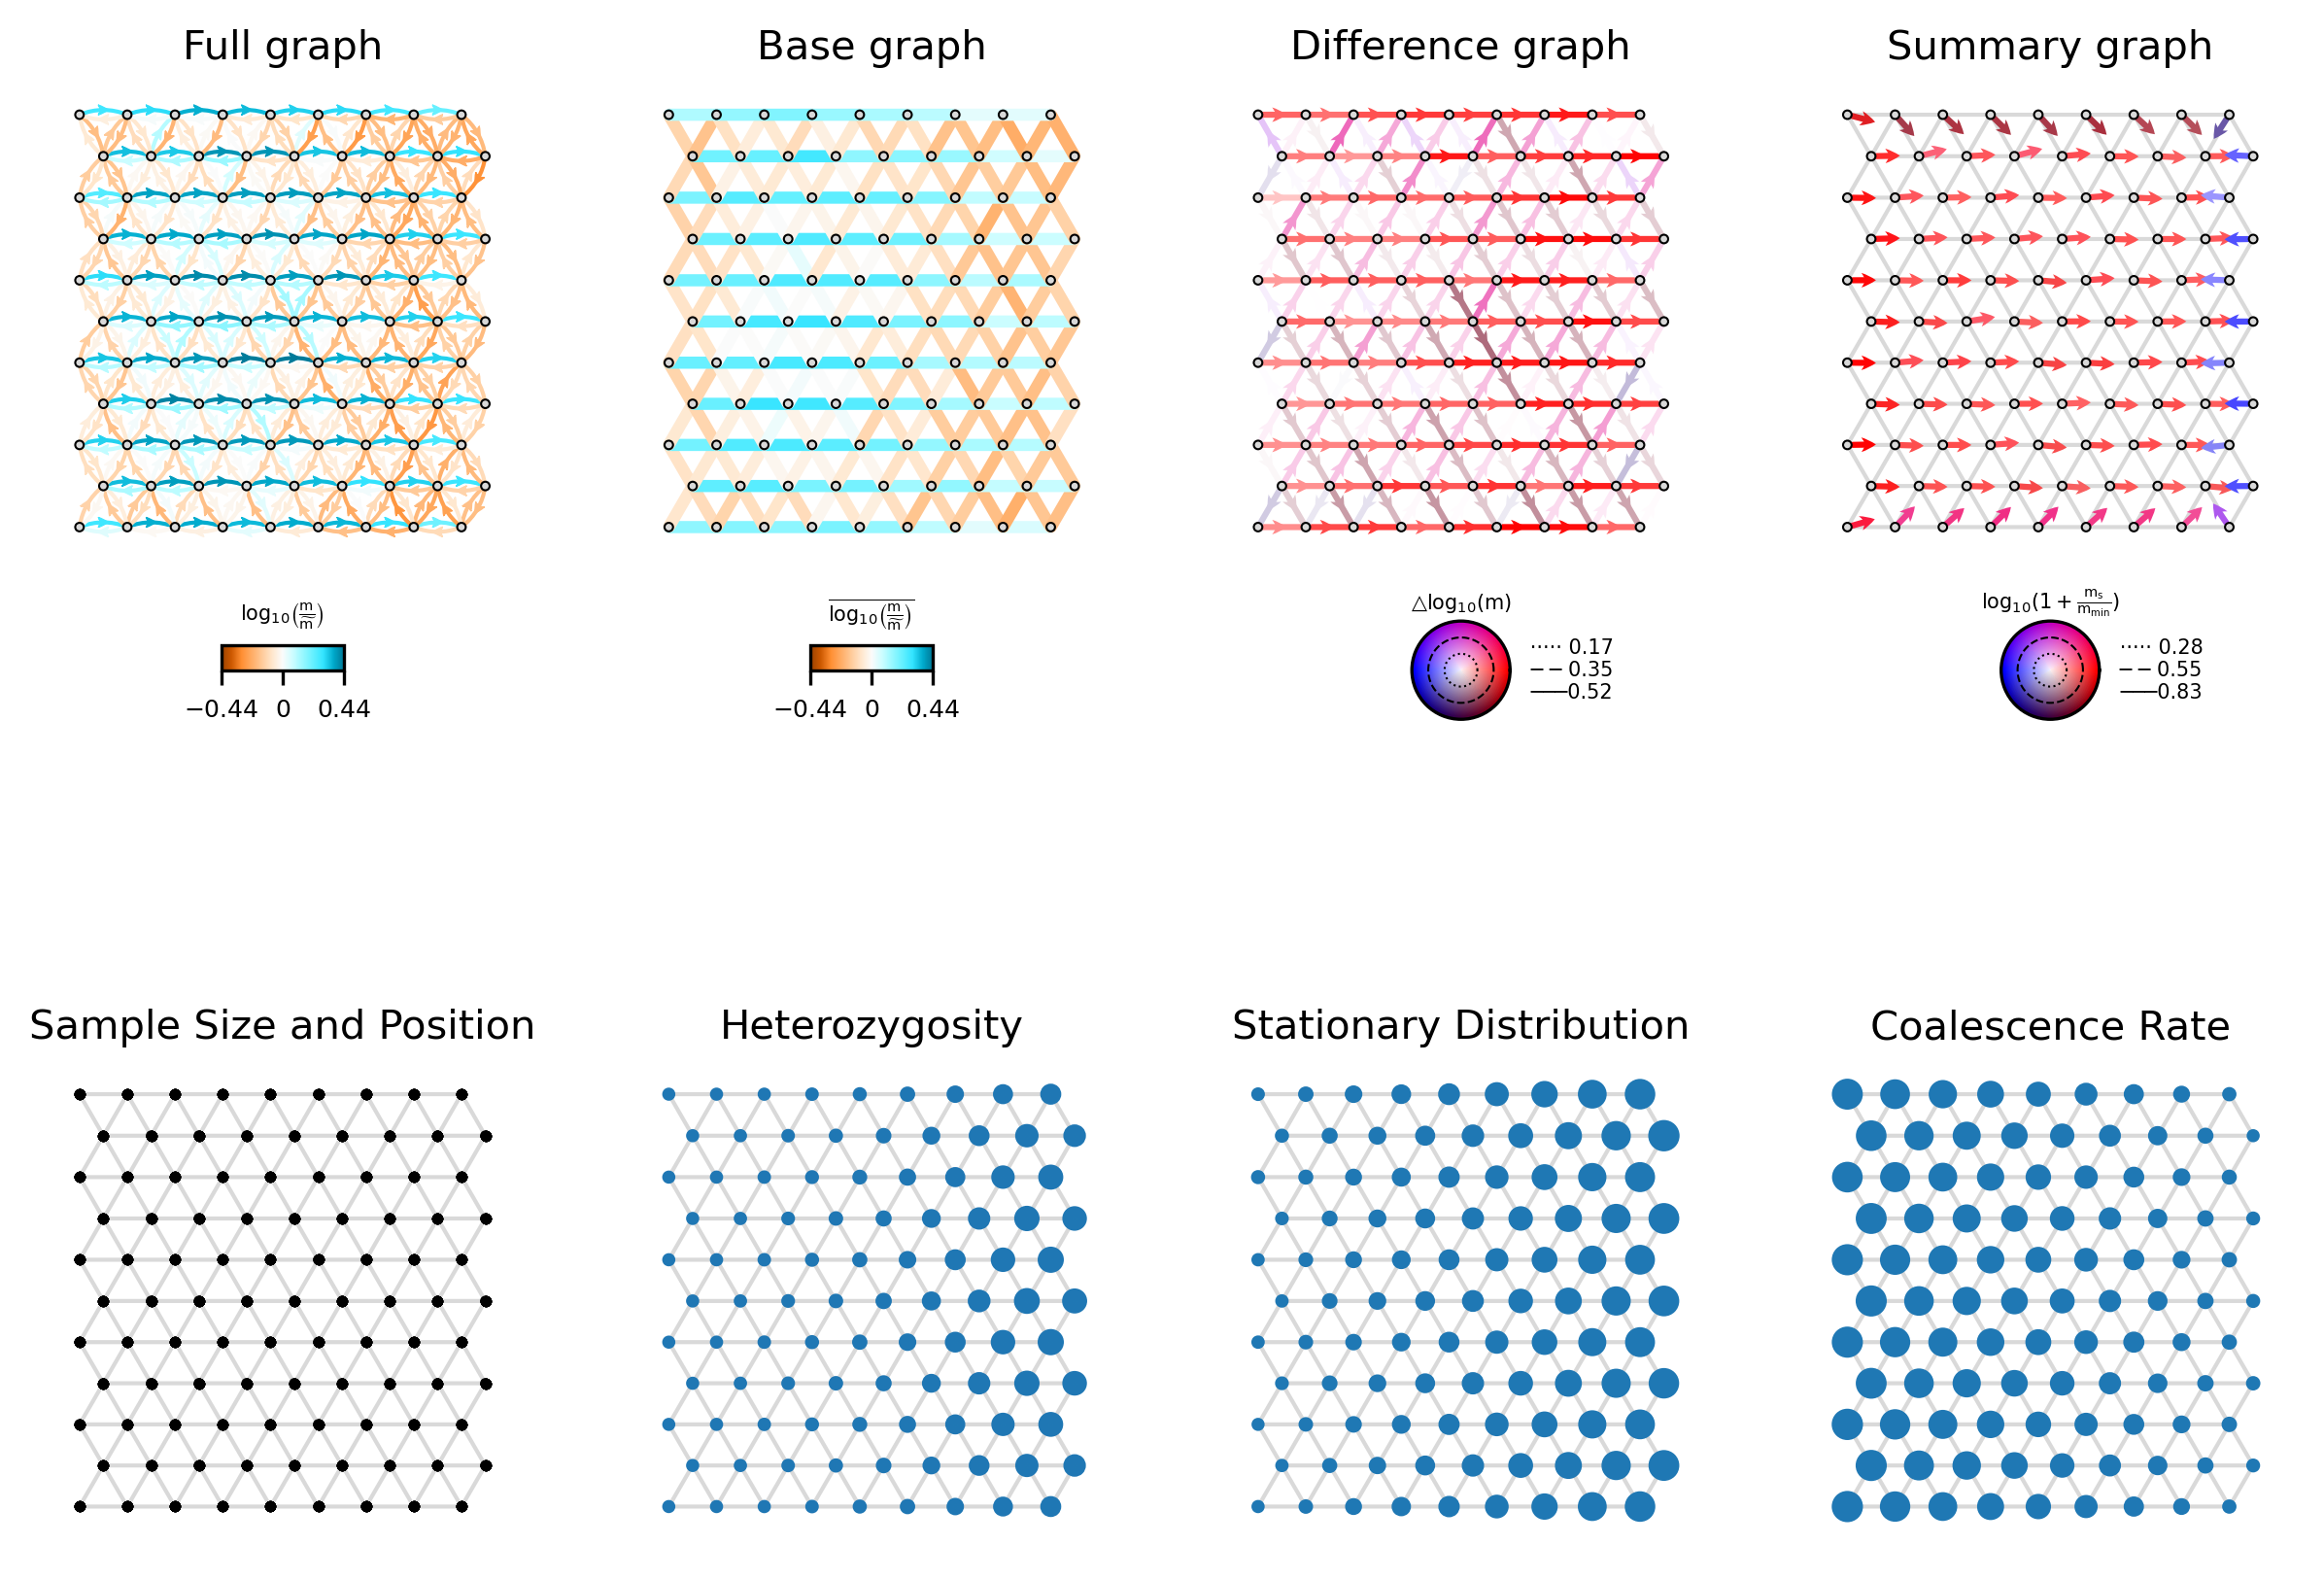 Full graph
Base graph
Difference graph
Summary graph
log₁₀(m/m̃)
−0.44 0 0.44
log₁₀(m/m̃)
−0.44 0 0.44
△log₁₀(m)
0.17
0.35
0.52
log₁₀(1 + mₛ/m_min)
0.28
0.55
0.83
Sample Size and Position
Heterozygosity
Stationary Distribution
Coalescence Rate